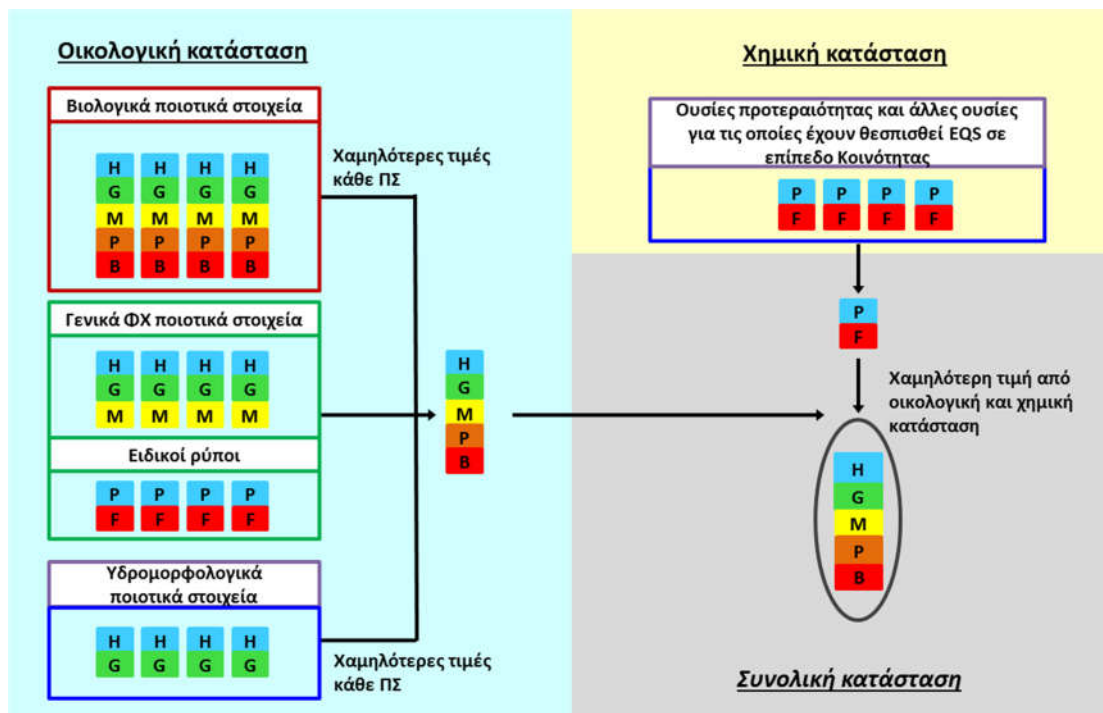 Οικολογική κατάσταση
Βιολογικά ποιοτικά στοιχεία
H H H H
G G G G
M M M M
P P P P
B B B B
Χαμηλότερες τιμές
κάθε ΠΣ
Γενικά ΦΧ ποιοτικά στοιχεία
H H H H
G G G G
M M M M
Ειδικοί ρύποι
P P P P
F F F F
Υδρομορφολογικά
ποιοτικά στοιχεία
H H H H
G G G G
Χαμηλότερες τιμές
κάθε ΠΣ
H
G
M
P
B
Χημική κατάσταση
Ουσίες προτεραιότητας και άλλες ουσίες
για τις οποίες έχουν θεσπισθεί EQS σε
επίπεδο Κοινότητας
P P P P
F F F F
P
F
Χαμηλότερη τιμή από
οικολογική και χημική
κατάσταση
H
G
M
P
B
Συνολική κατάσταση